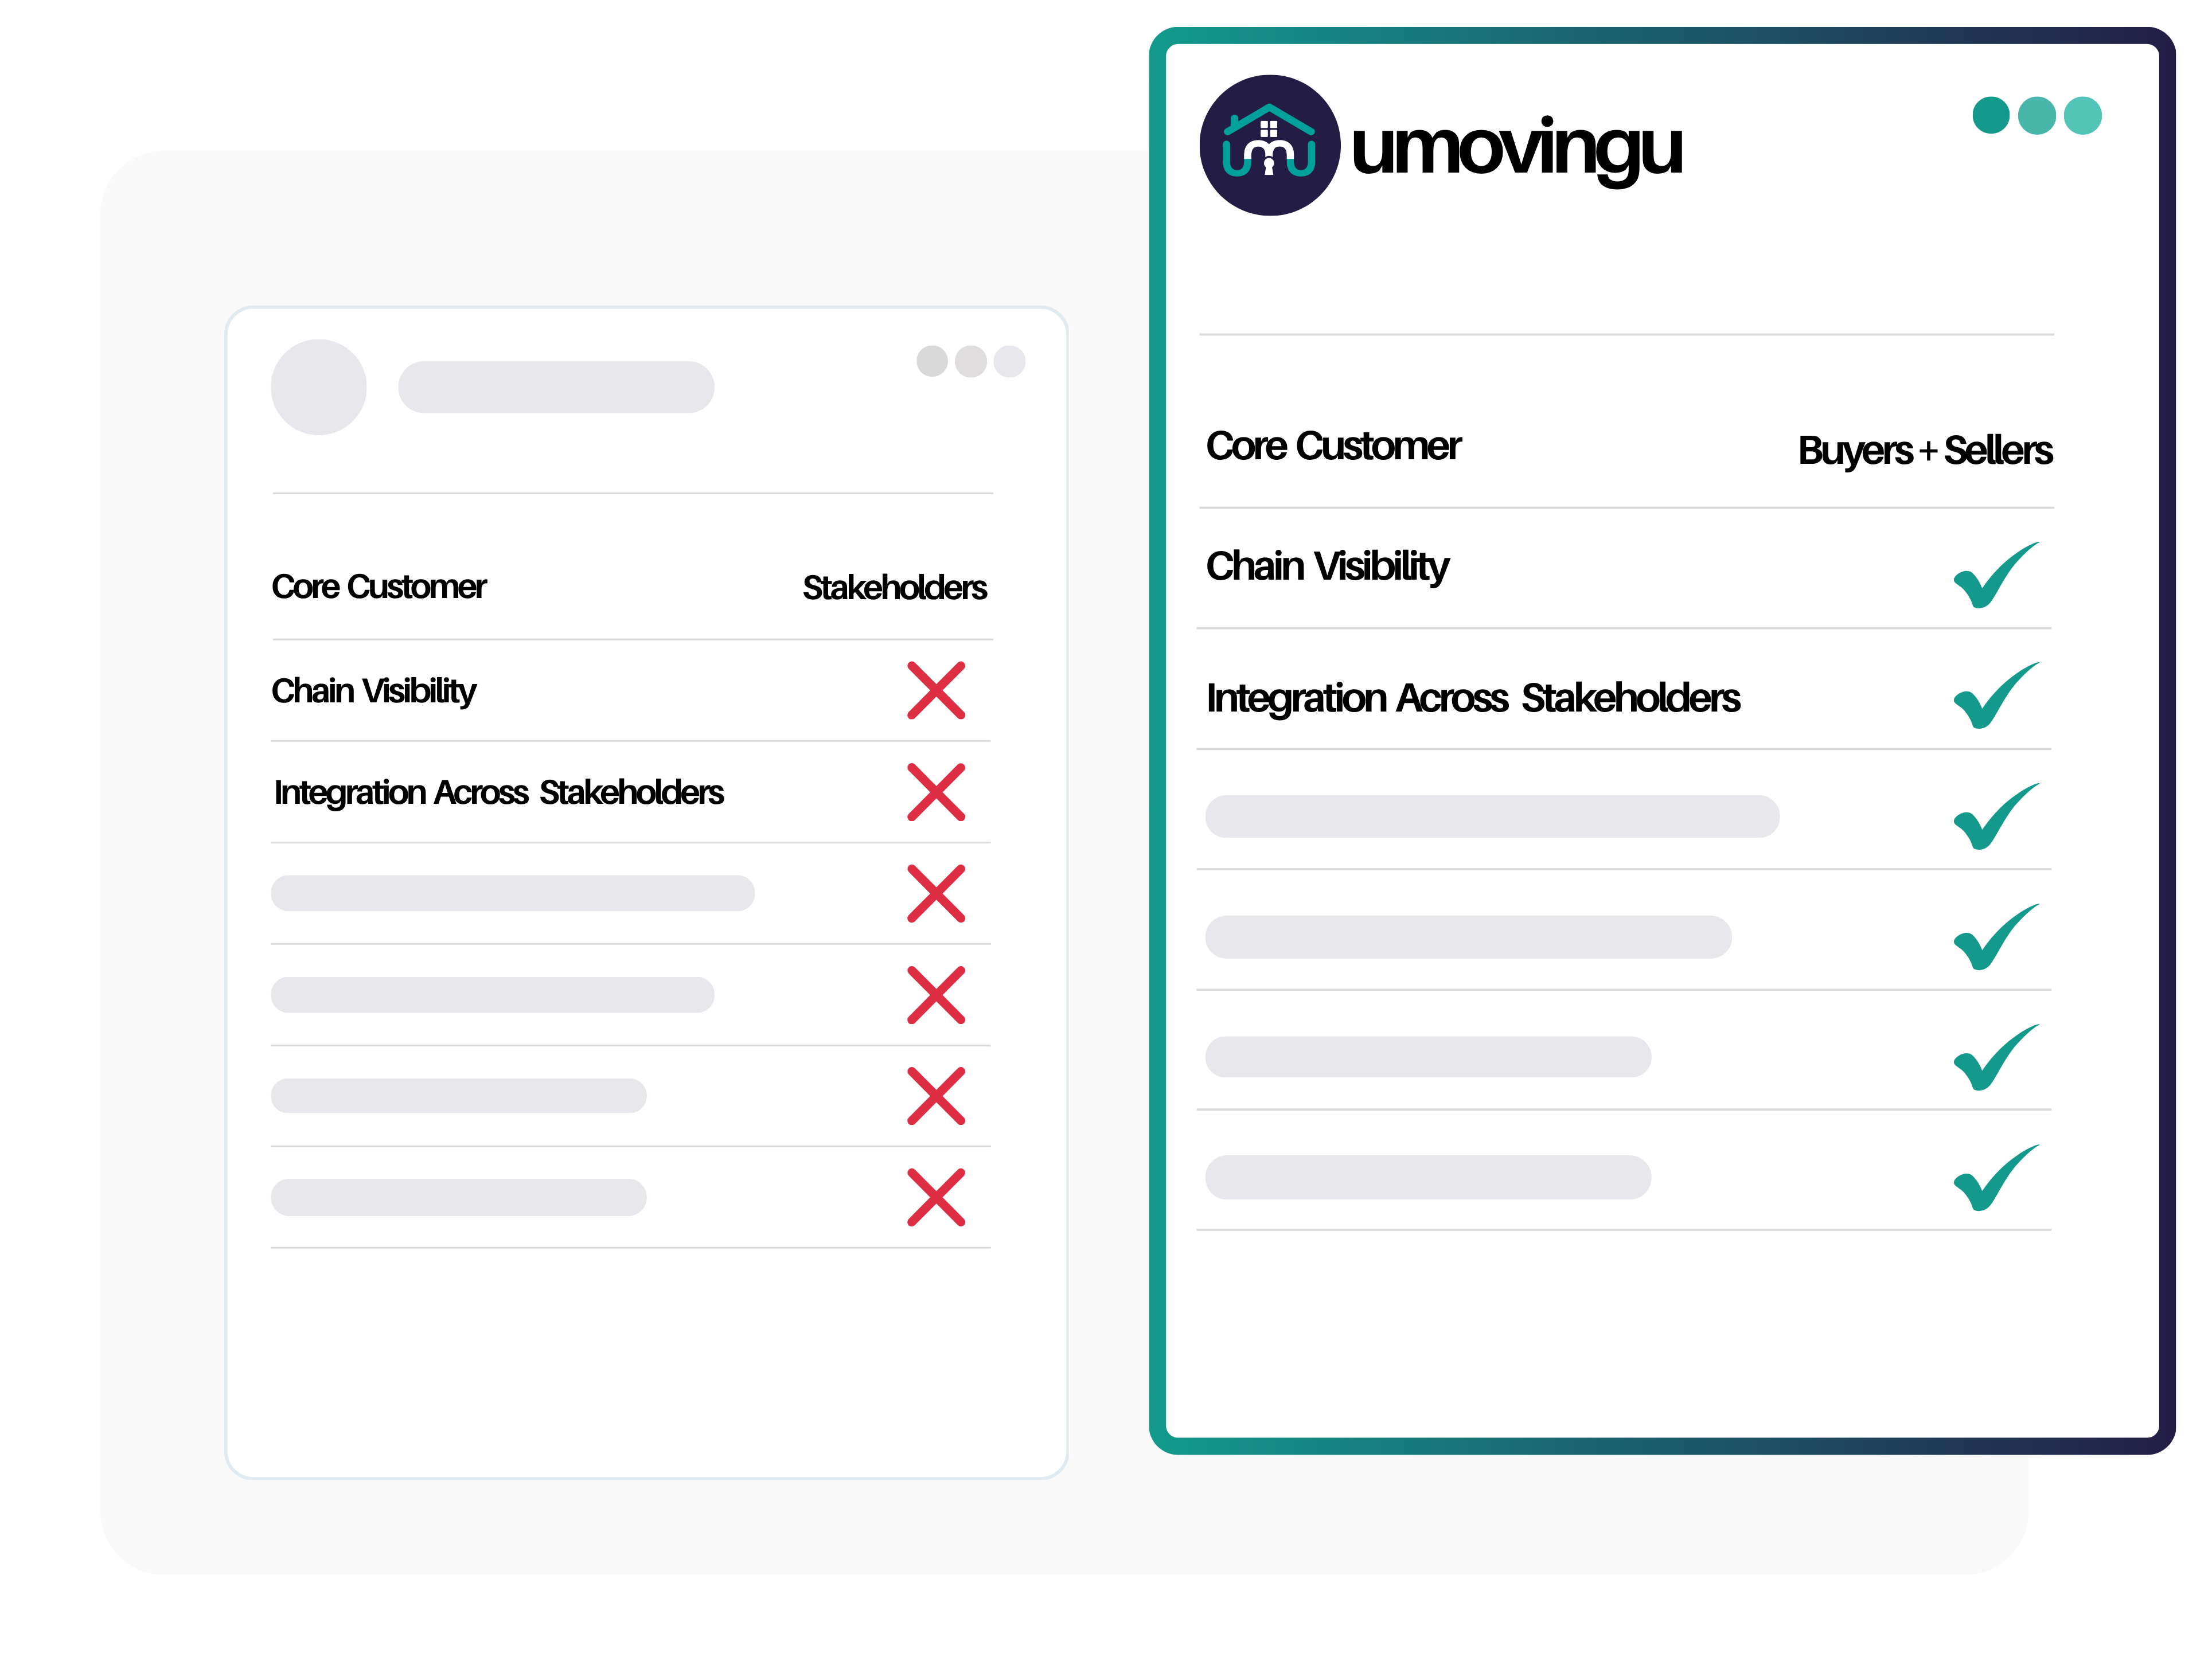 Core Customer Stakeholders
Chain Visibility
Integration Across Stakeholders
umovingu
Core Customer Buyers + Sellers
Chain Visibility
Integration Across Stakeholders